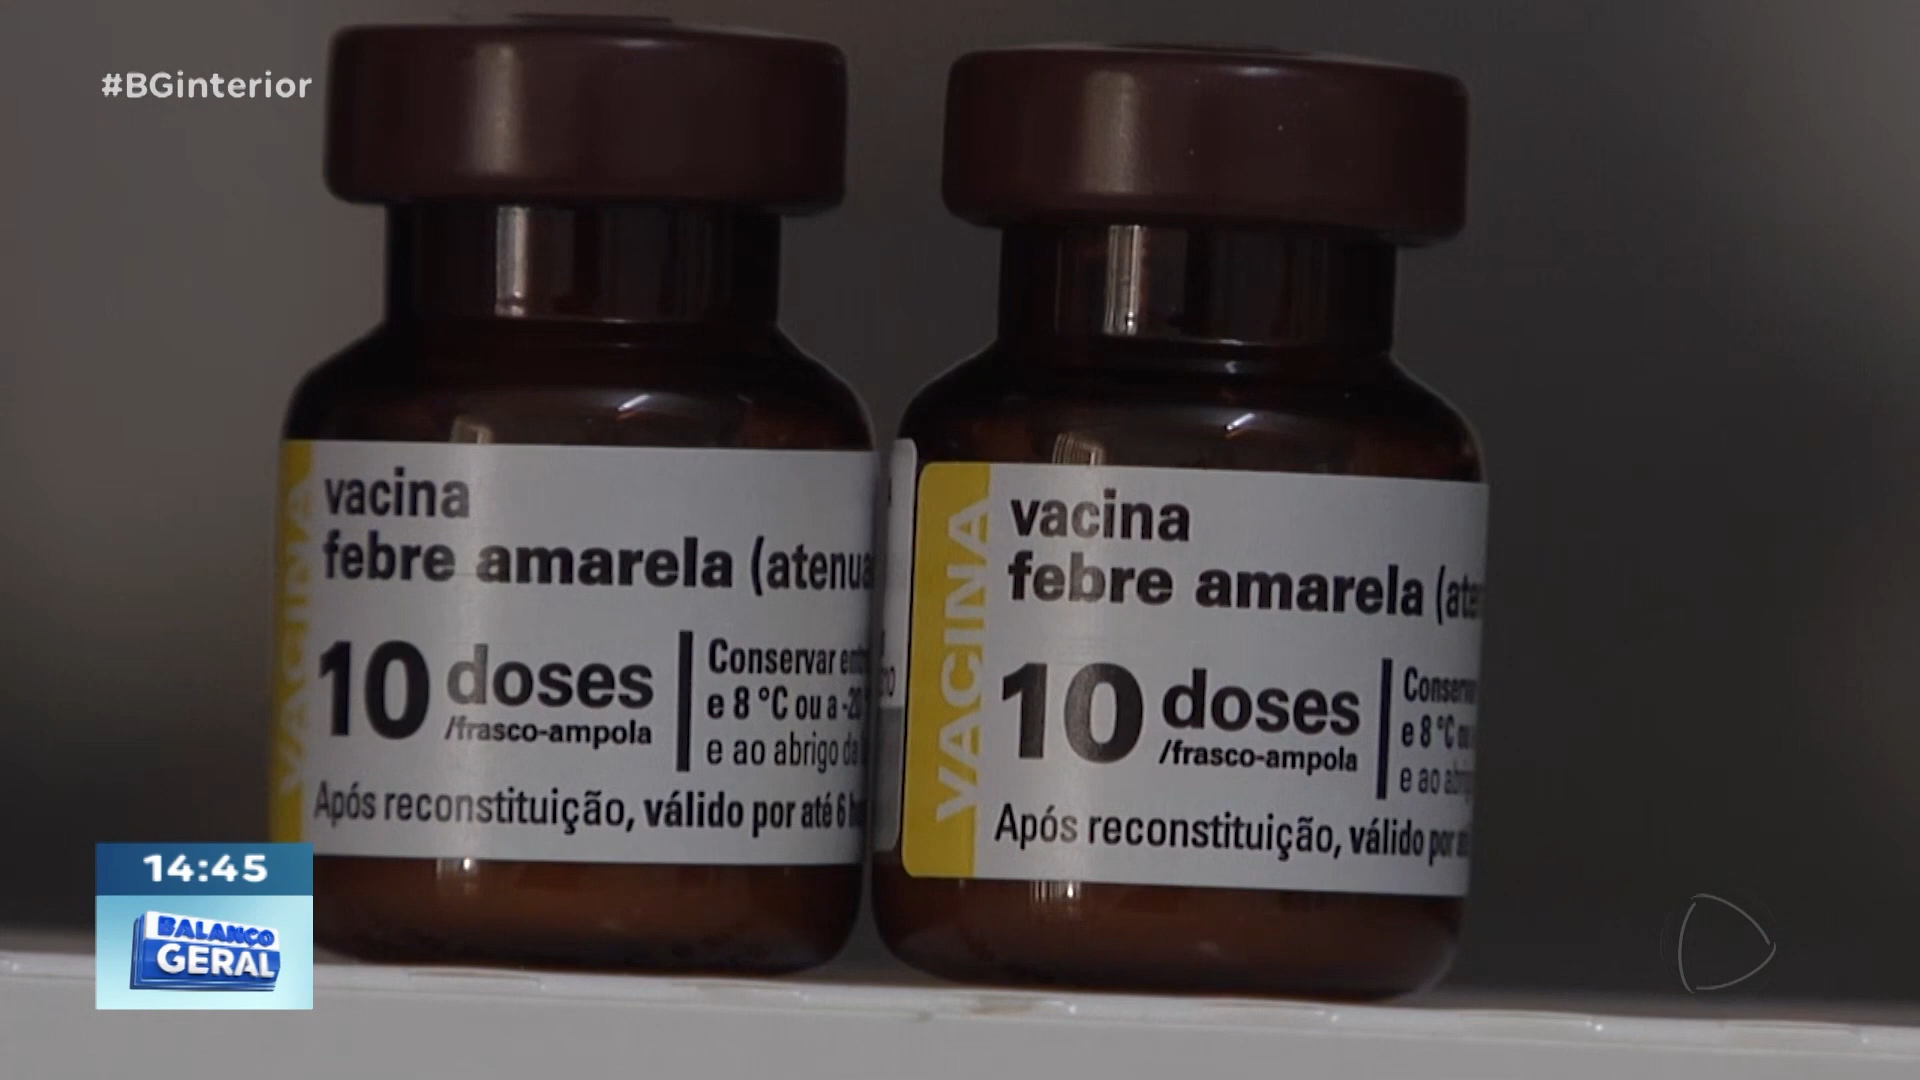 #BGinterior
VACINA
vacina
febre amarela
10 doses
/frasco-ampola
Conservar
e 8 °C ou a -20
e ao abrigo da
Após reconstituição, válido por até 6
VACINA
vacina
febre amarela
10 doses
/frasco-ampola
e 8 °C
e ao
Após reconstituição, válido por
14:45
BALANÇO
GERAL